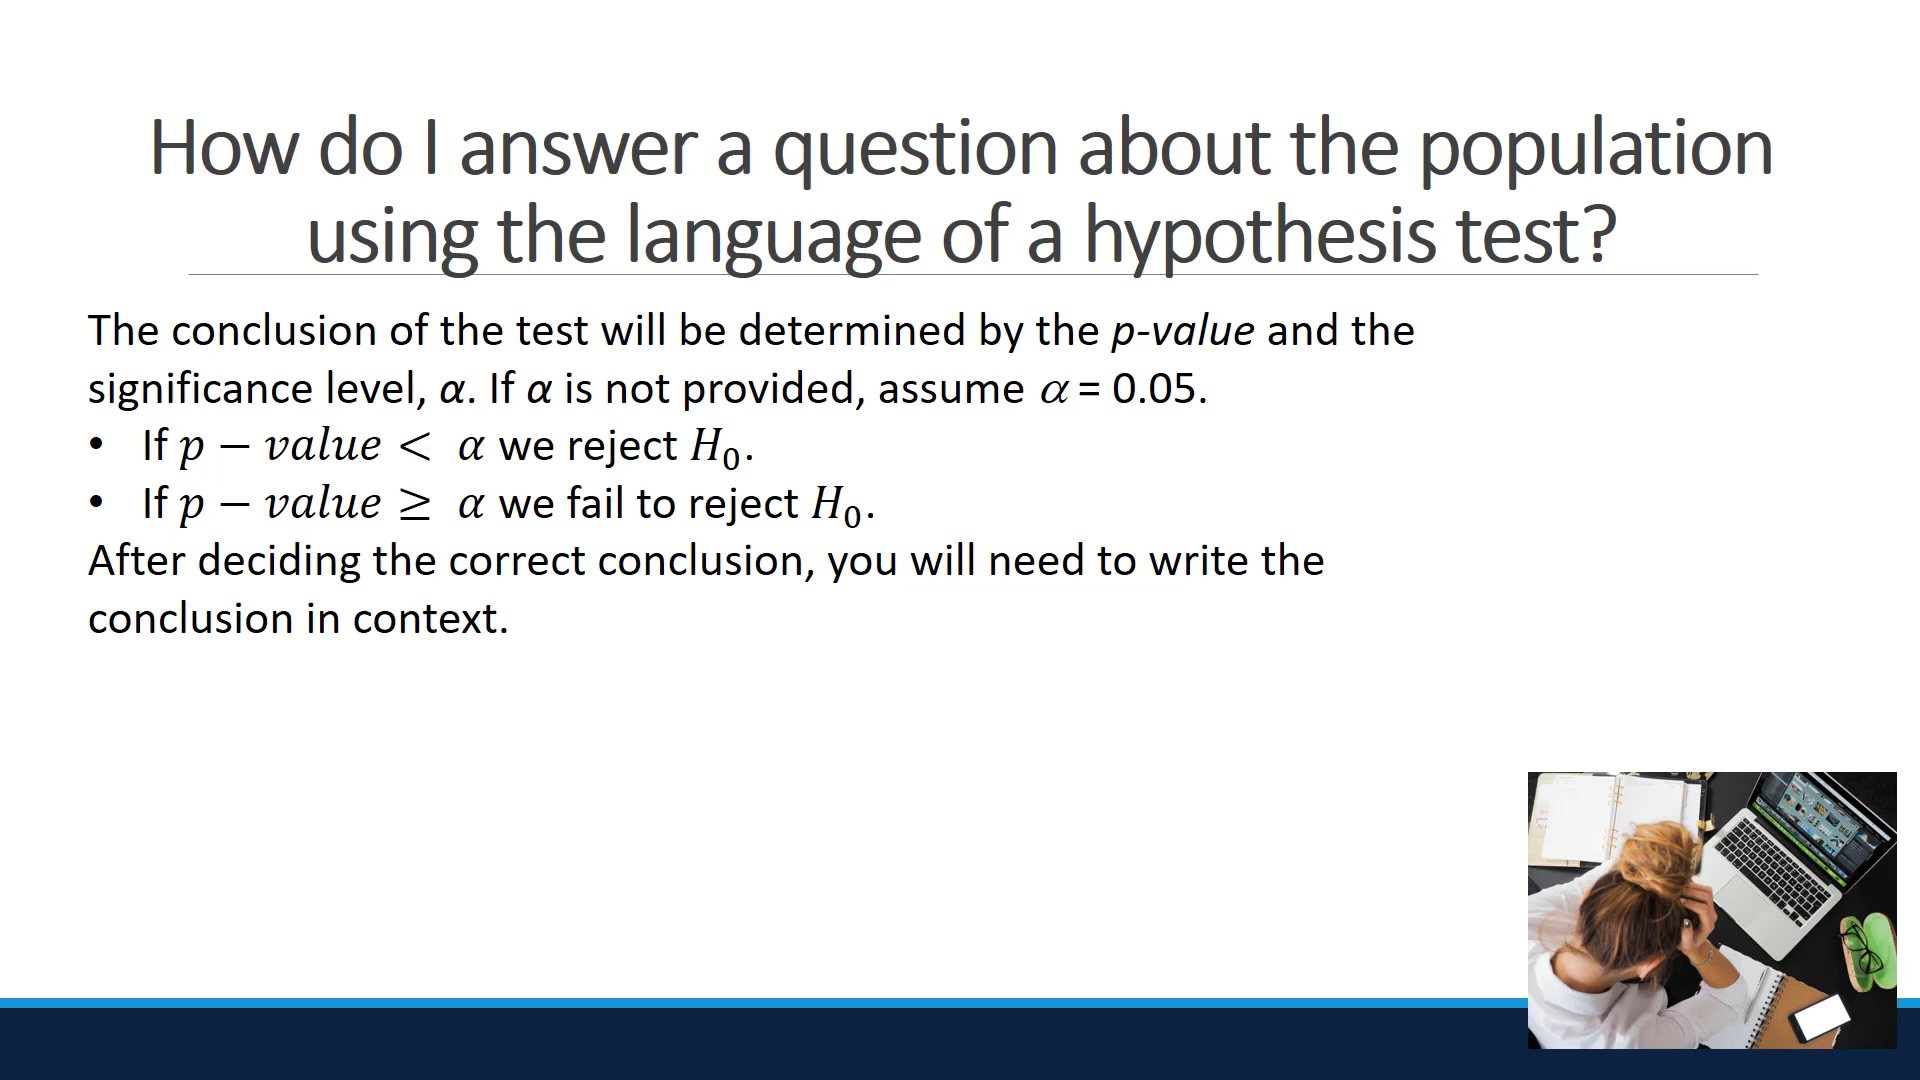 How do I answer a question about the population
using the language of a hypothesis test?
The conclusion of the test will be determined by the p-value and the
significance level, α. If α is not provided, assume α = 0.05.
• If p − value < α we reject H₀.
• If p − value ≥ α we fail to reject H₀.
After deciding the correct conclusion, you will need to write the
conclusion in context.